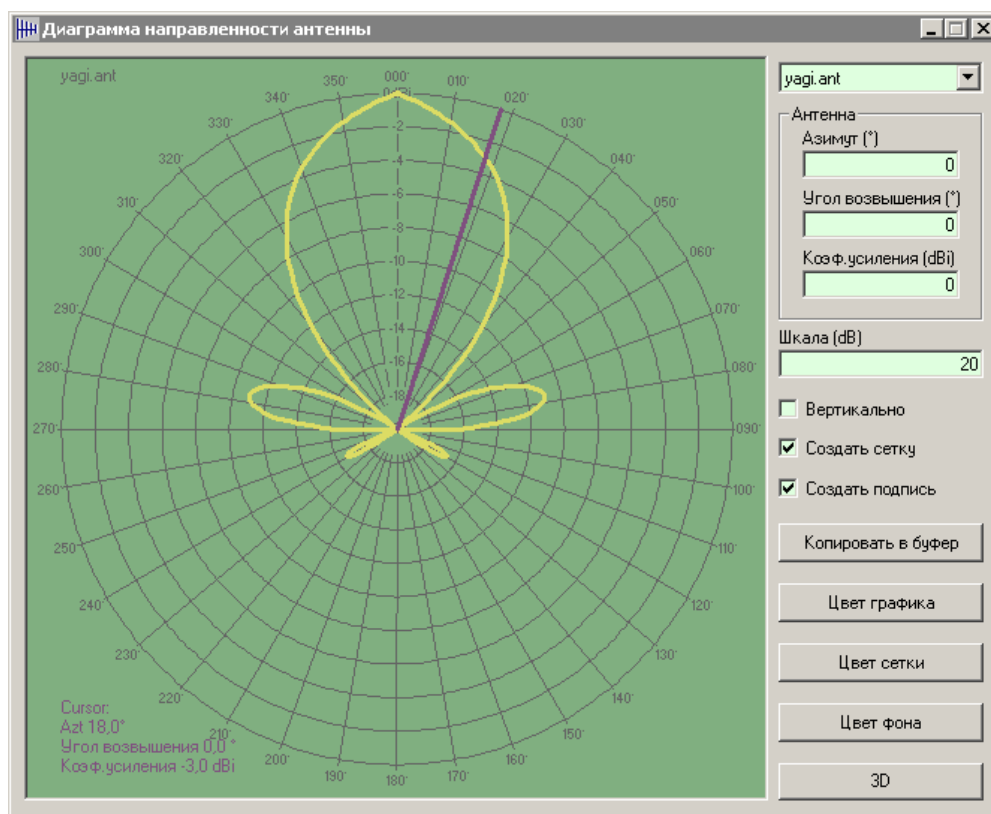 Диаграмма направленности антенны
yagi.ant
000°
010°
020°
030°
040°
050°
060°
070°
080°
090°
100°
110°
120°
130°
140°
150°
160°
170°
180°
190°
200°
210°
220°
230°
240°
250°
260°
270°
280°
290°
300°
310°
320°
330°
340°
350°
0dBi
-2
-4
-6
-8
-10
-12
-14
-16
-18
Cursor:
Azt 18,0°
Угол возвышения 0,0 °
Коэф.усиления -3,0 dBi
yagi.ant
Антенна
Азимут (°)
0
Угол возвышения (°)
0
Коэф.усиления (dBi)
0
Шкала (dB)
20
Вертикально
Создать сетку
Создать подпись
Копировать в буфер
Цвет графика
Цвет сетки
Цвет фона
3D